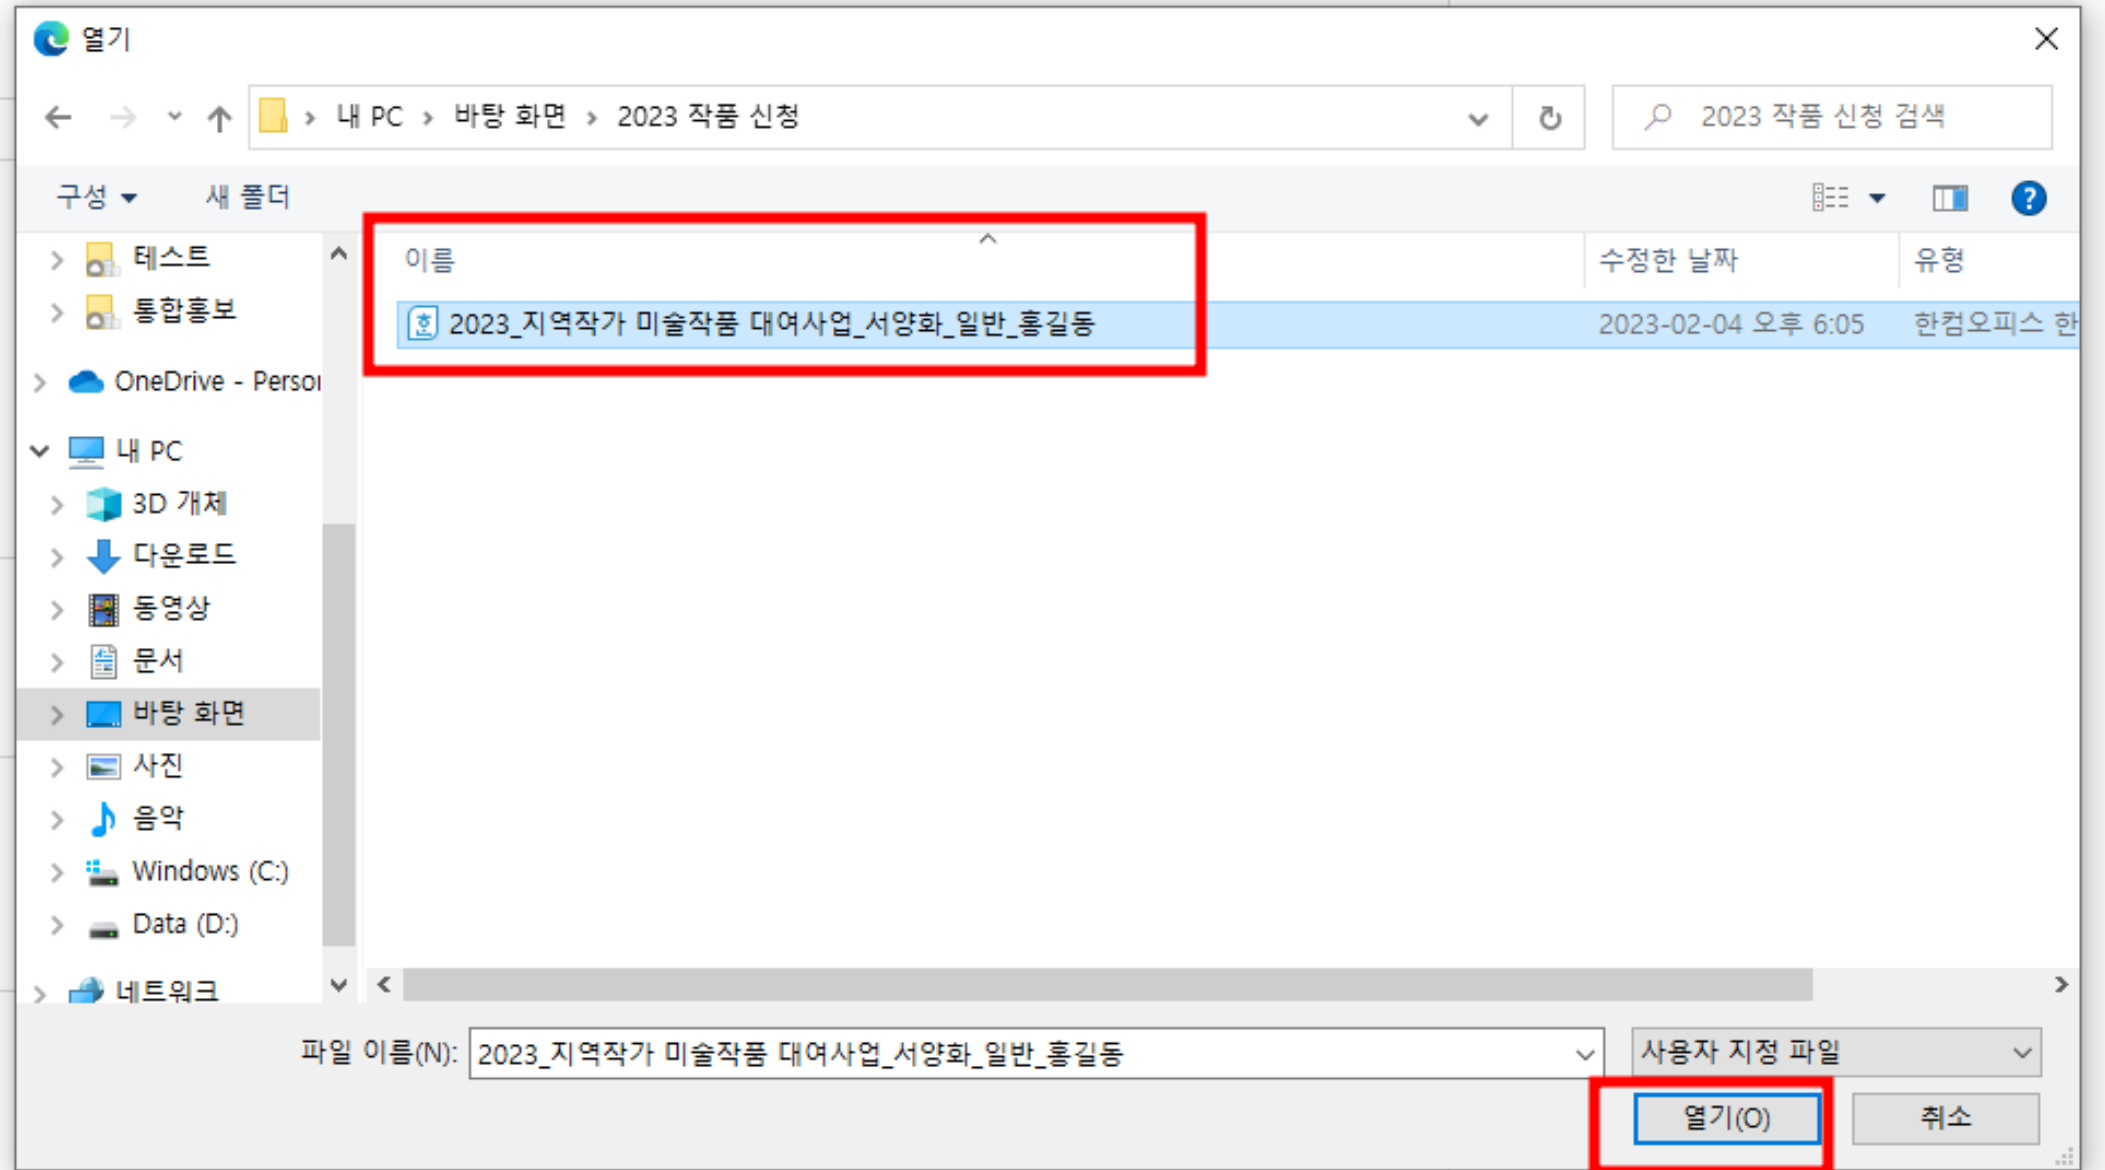 열기
내 PC › 바탕 화면 › 2023 작품 신청
2023 작품 신청 검색
구성
새 폴더
테스트
통합홍보
OneDrive - Perso
내 PC
3D 개체
다운로드
동영상
문서
바탕 화면
사진
음악
Windows (C:)
Data (D:)
네트워크
이름
수정한 날짜
유형
2023_지역작가 미술작품 대여사업_서양화_일반_홍길동
2023-02-04 오후 6:05
한컴오피스 한
파일 이름(N):
2023_지역작가 미술작품 대여사업_서양화_일반_홍길동
사용자 지정 파일
열기(O)
취소